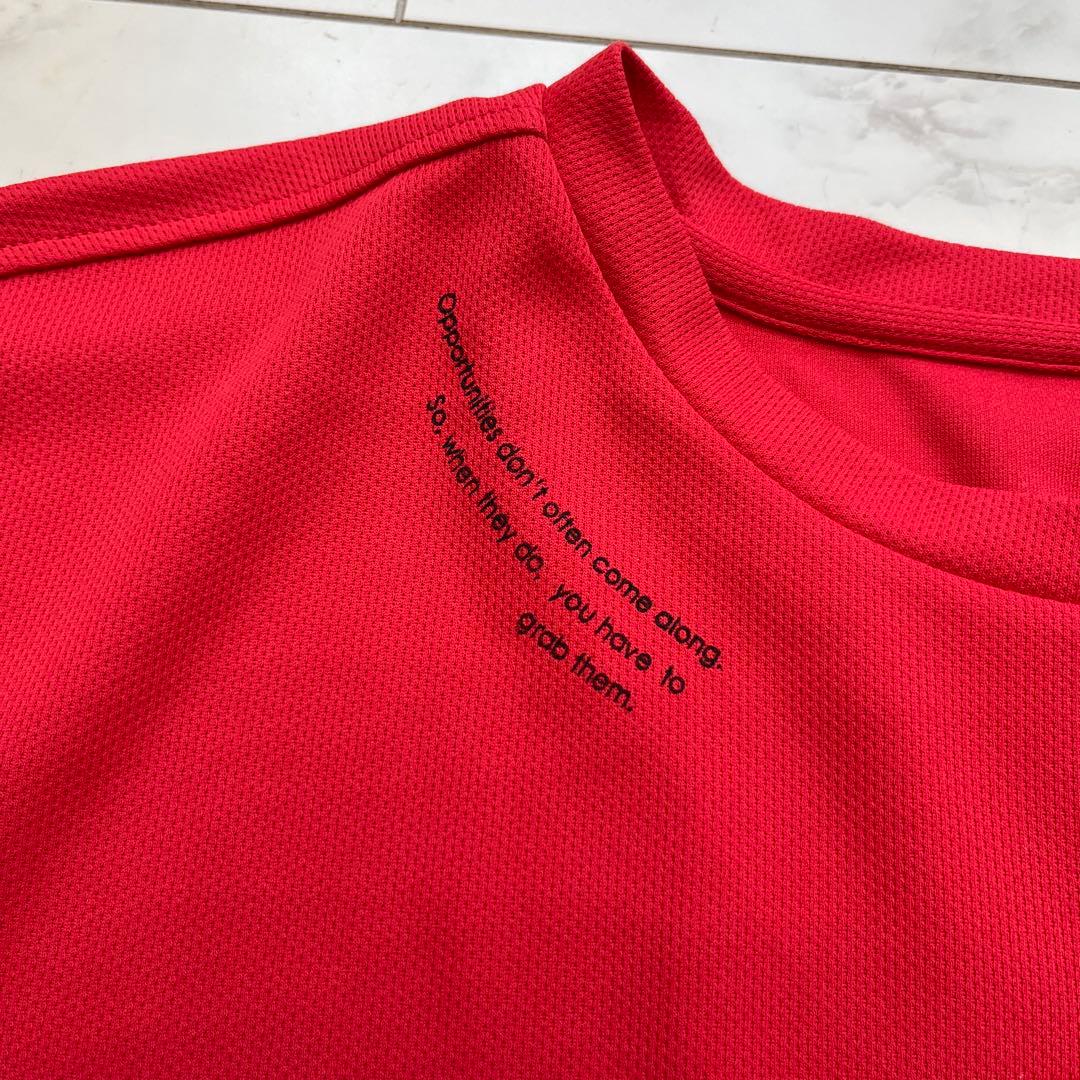 Opportunities don't often come along.
So, when they do, you have to
grab them.